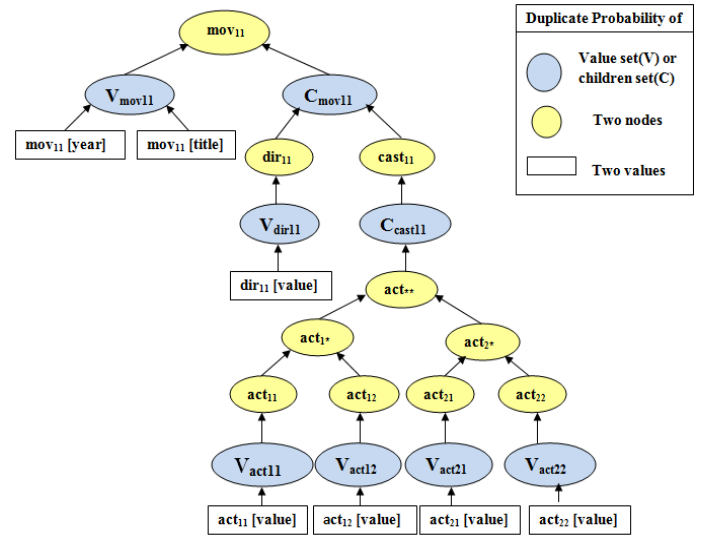 mov₁₁
Duplicate Probability of
Value set(V) or
children set(C)
Two nodes
Two values
Vmov11
Cmov11
mov₁₁ [year]
mov₁₁ [title]
dir₁₁
cast₁₁
Vdir11
Ccast11
dir₁₁ [value]
act**
act₁*
act₂*
act₁₁
act₁₂
act₂₁
act₂₂
Vact11
Vact12
Vact21
Vact22
act₁₁ [value]
act₁₂ [value]
act₂₁ [value]
act₂₂ [value]